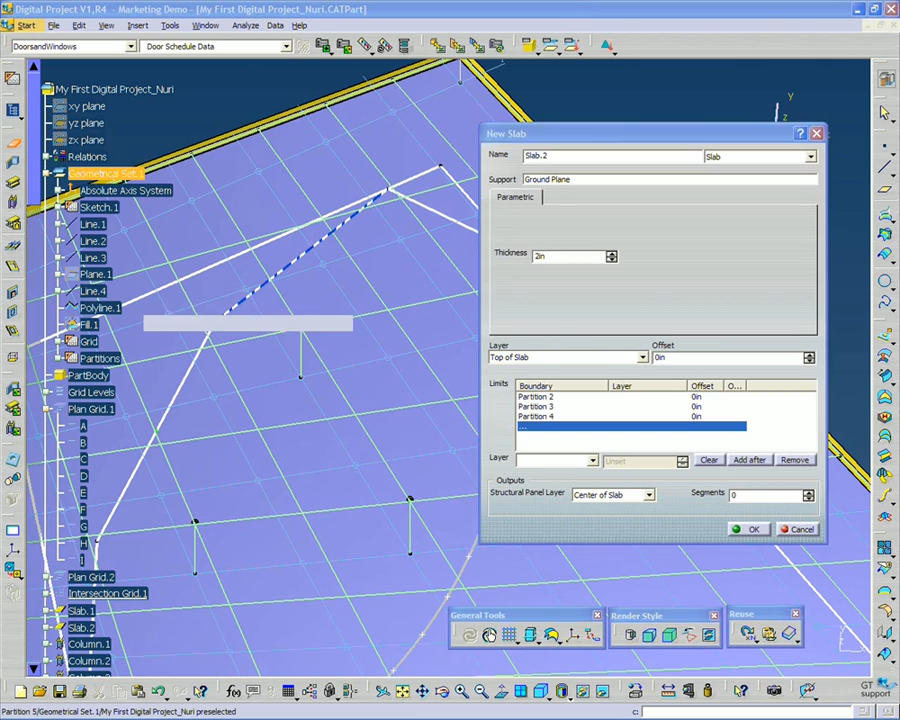 Digital Project V1,R4 - Marketing Demo - [My First Digital Project_Nuri.CATPart]
Start File Edit View Insert Tools Window Analyze Data Help
DoorsandWindows Door Schedule Data
My First Digital Project_Nuri
xy plane
yz plane
zx plane
Relations
Geometrical Set.1
Absolute Axis System
Sketch.1
Line.1
Line.2
Line.3
Plane.1
Line.4
Polyline.1
Fill.1
Grid
Partitions
PartBody
Grid Levels
Plan Grid.1
A
B
C
D
E
F
G
H
I
Plan Grid.2
Intersection Grid.1
Slab.1
Slab.2
Column.1
Column.2
y
z
New Slab
Name Slab.2 Slab
Support Ground Plane
Parametric
Thickness 2in
Layer Offset
Top of Slab 0in
Limits Boundary Layer Offset O...
Partition 2 0in
Partition 3 0in
Partition 4 0in
...
Layer Unset Clear Add after Remove
Outputs
Structural Panel Layer Center of Slab Segments 0
OK Cancel
General Tools
Render Style
Reuse
GT
support
Partition 5/Geometrical Set.1/My First Digital Project_Nuri preselected
c: